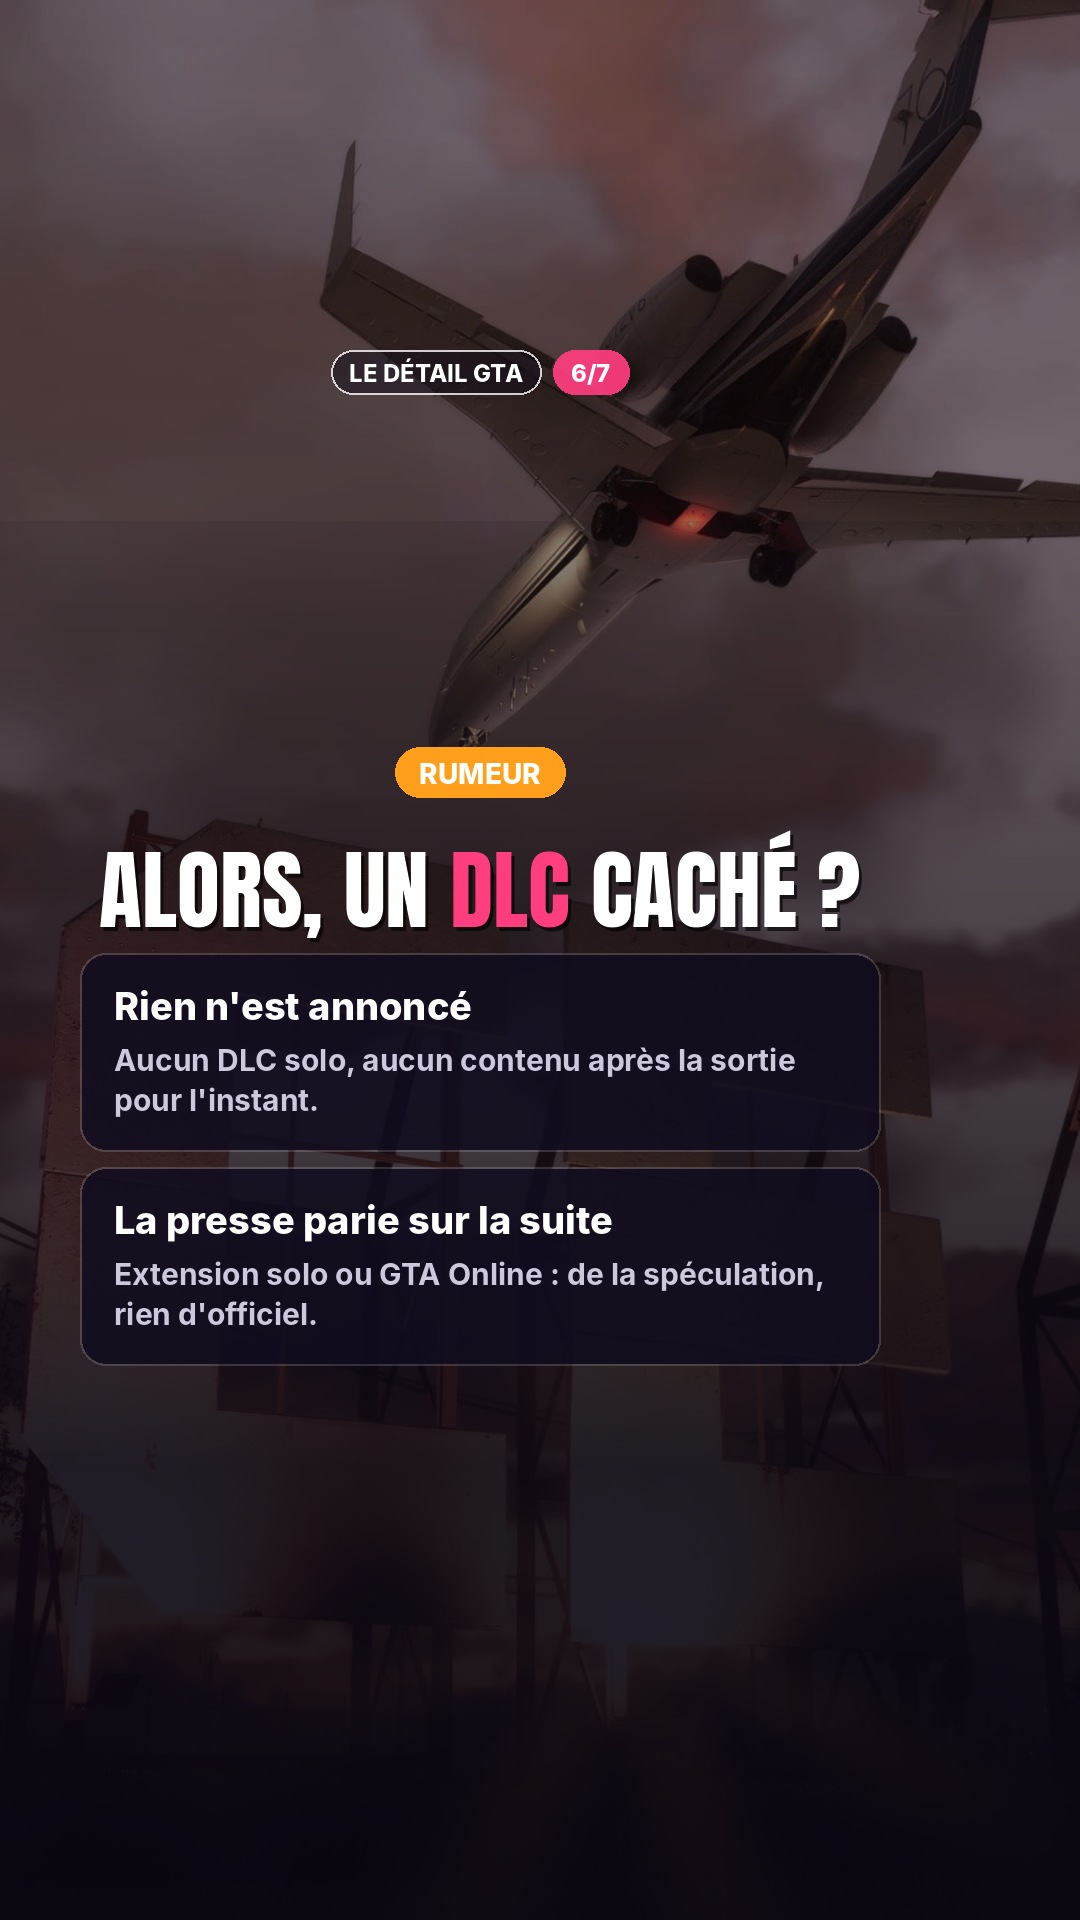 LE DÉTAIL GTA 6/7
RUMEUR
ALORS, UN DLC CACHÉ ?
Rien n'est annoncé
Aucun DLC solo, aucun contenu après la sortie
pour l'instant.
La presse parie sur la suite
Extension solo ou GTA Online : de la spéculation,
rien d'officiel.